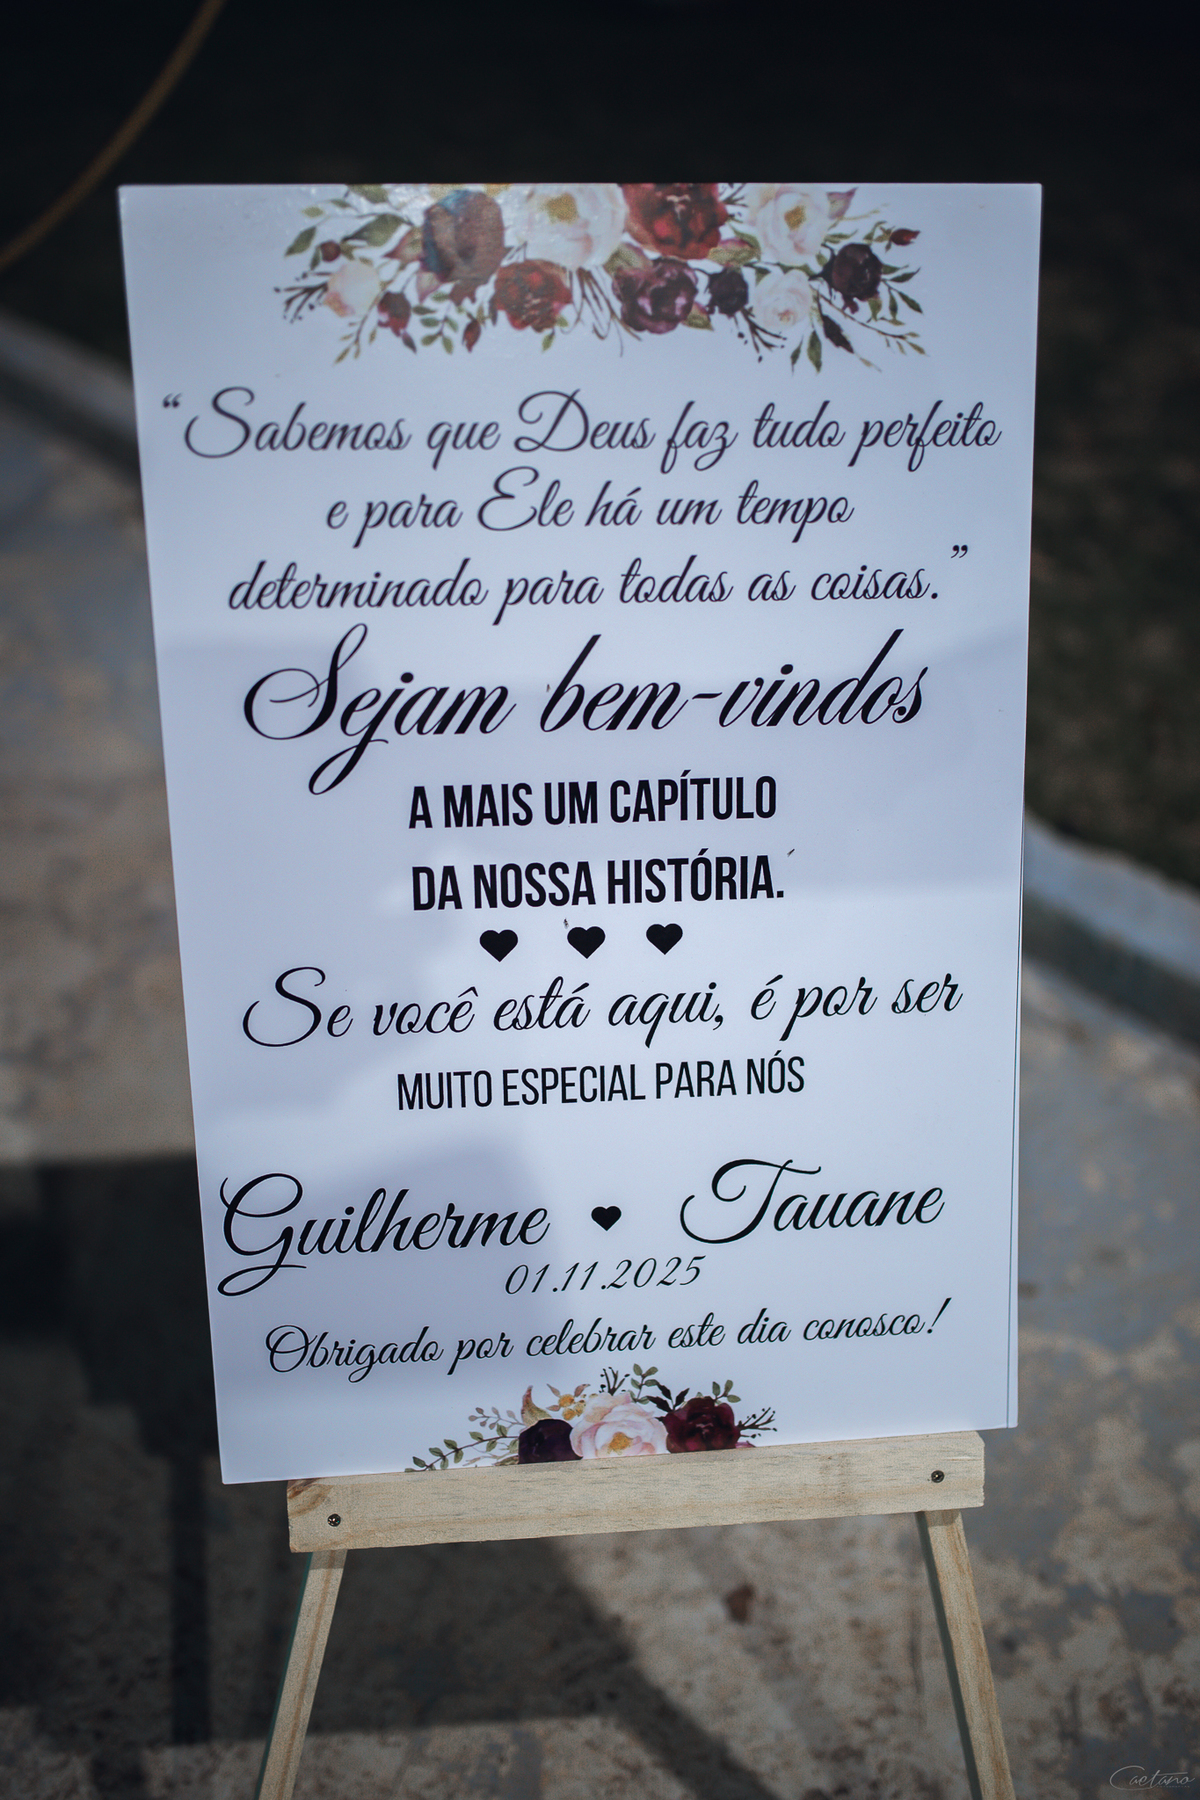 “Sabemos que Deus faz tudo perfeito
e para Ele há um tempo
determinado para todas as coisas.”
Sejam bem-vindos
A MAIS UM CAPÍTULO
DA NOSSA HISTÓRIA.
♥ ♥ ♥
Se você está aqui, é por ser
MUITO ESPECIAL PARA NÓS
Guilherme ♥ Tauane
01.11.2025
Obrigado por celebrar este dia conosco!
Caetano